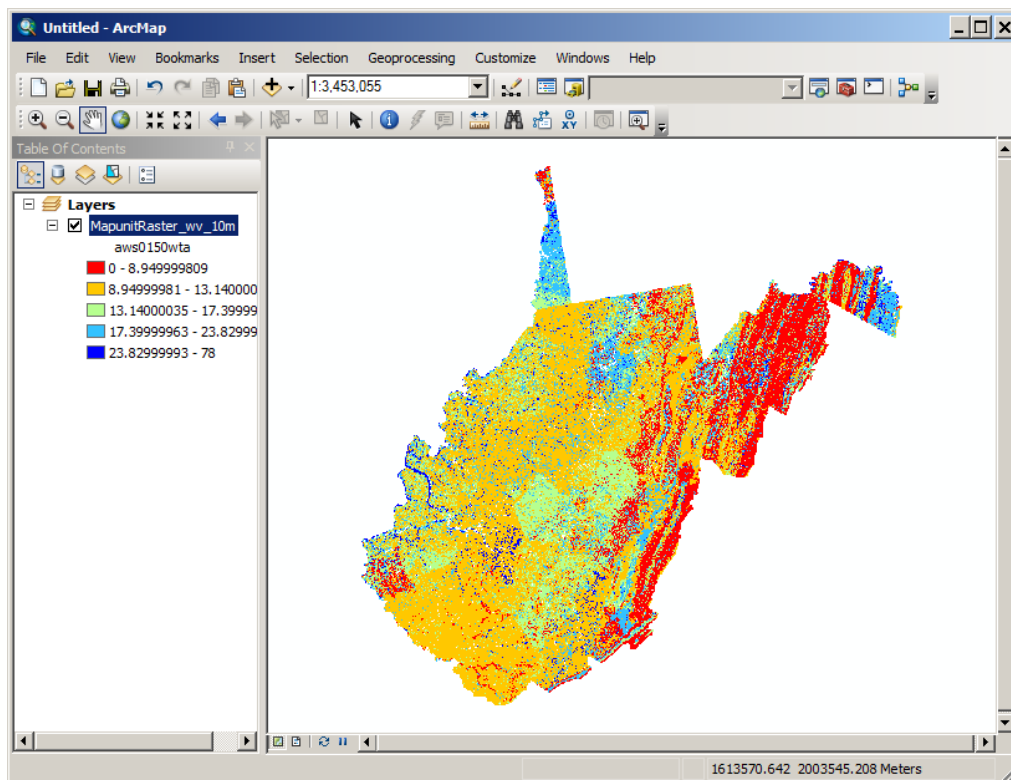 Untitled - ArcMap
File Edit View Bookmarks Insert Selection Geoprocessing Customize Windows Help
1:3,453,055
XY
Table Of Contents
Layers
MapunitRaster_wv_10m
aws0150wta
0 - 8.949999809
8.94999981 - 13.140000
13.14000035 - 17.39999
17.39999963 - 23.82999
23.82999993 - 78
1613570.642 2003545.208 Meters